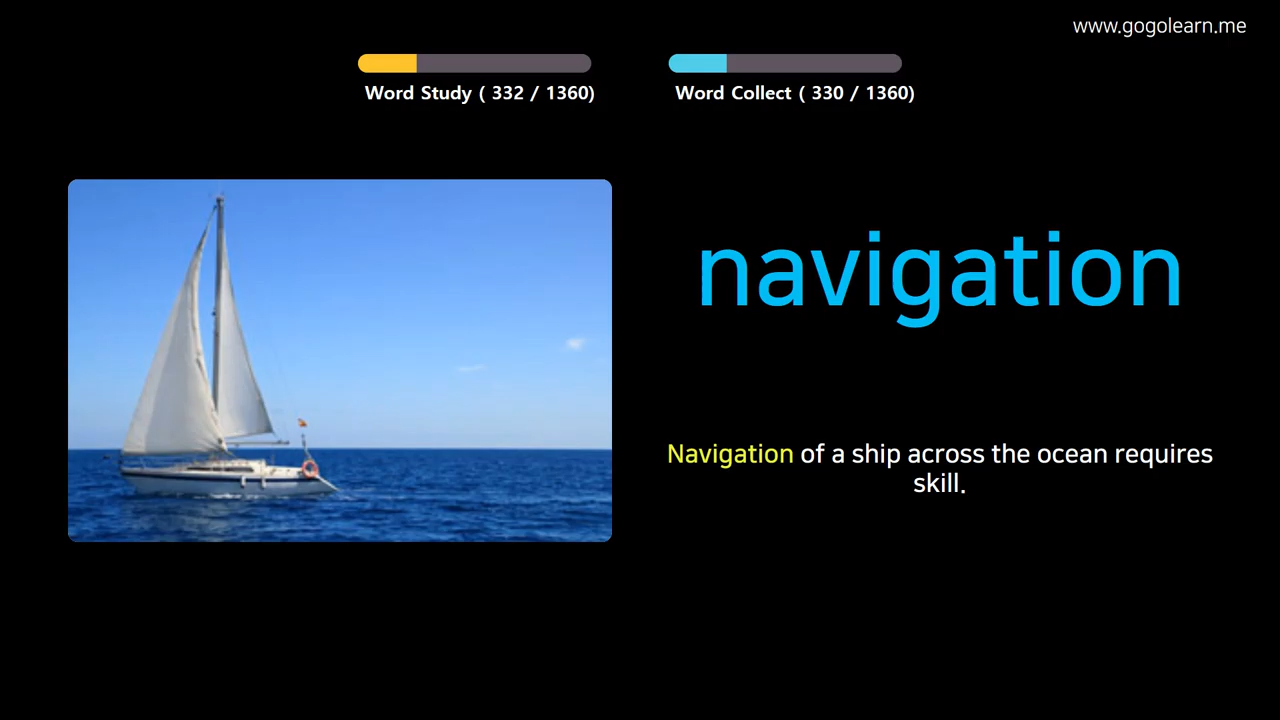 www.gogolearn.me
Word Study ( 332 / 1360)
Word Collect ( 330 / 1360)
navigation
Navigation of a ship across the ocean requires
skill.